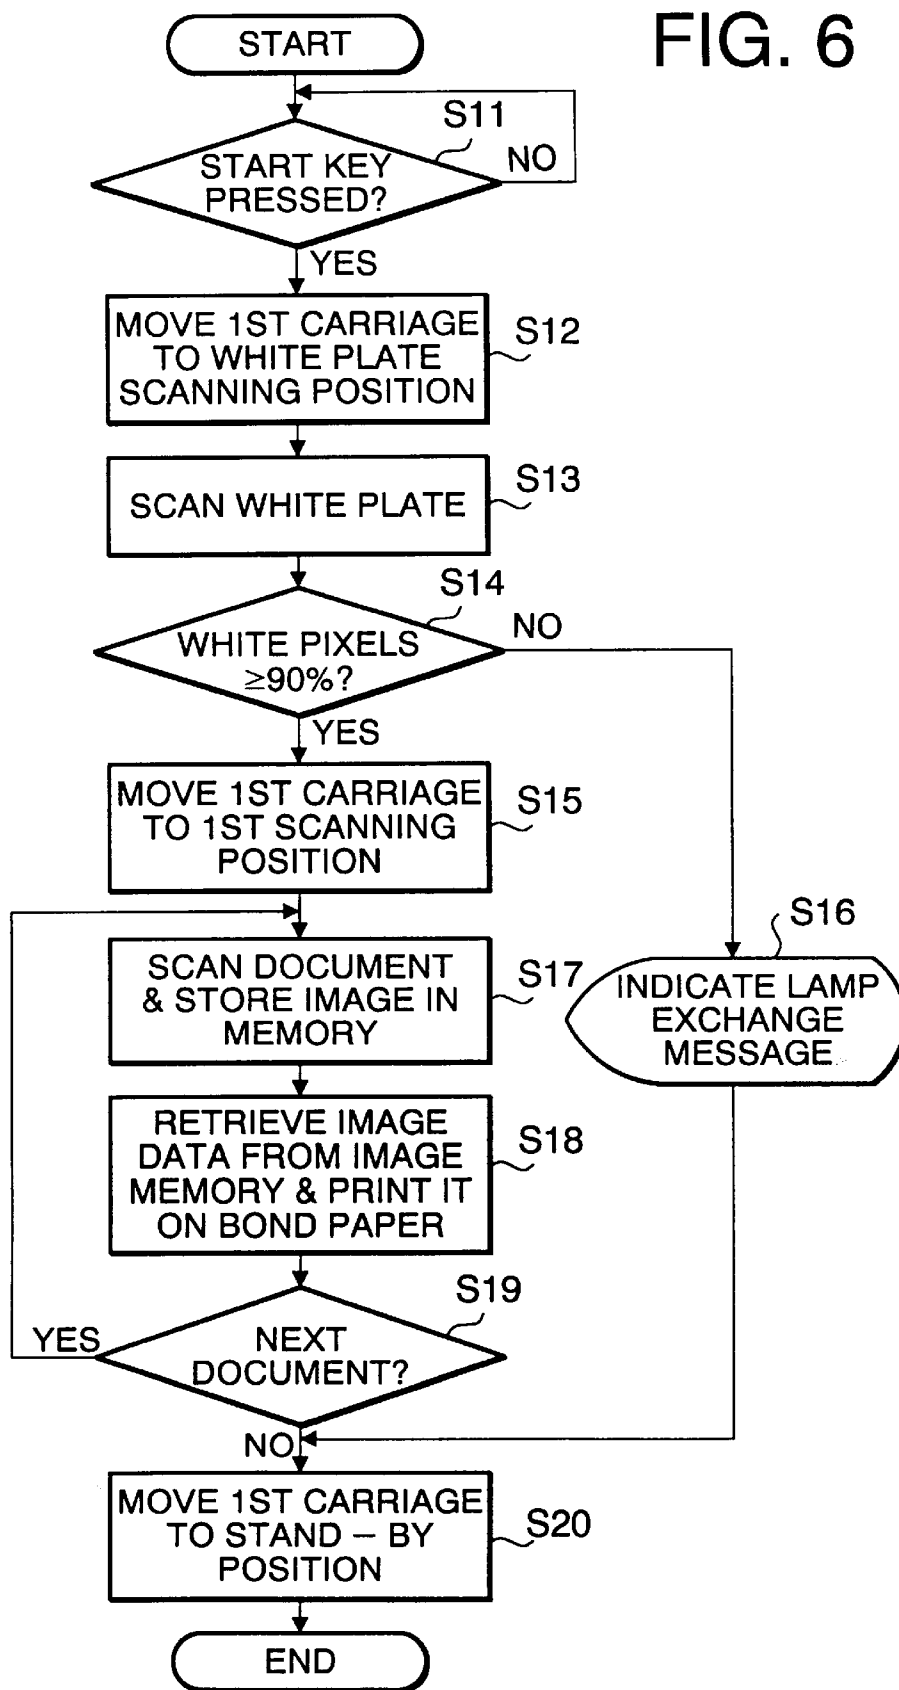 FIG. 6
START
S11
START KEY
PRESSED?
NO
YES
MOVE 1ST CARRIAGE
TO WHITE PLATE
SCANNING POSITION
S12
SCAN WHITE PLATE
S13
S14
WHITE PIXELS
≥90%?
NO
YES
MOVE 1ST CARRIAGE
TO 1ST SCANNING
POSITION
S15
S16
INDICATE LAMP
EXCHANGE
MESSAGE
SCAN DOCUMENT
& STORE IMAGE IN
MEMORY
S17
RETRIEVE IMAGE
DATA FROM IMAGE
MEMORY & PRINT IT
ON BOND PAPER
S18
S19
NEXT
DOCUMENT?
YES
NO
MOVE 1ST CARRIAGE
TO STAND – BY
POSITION
S20
END